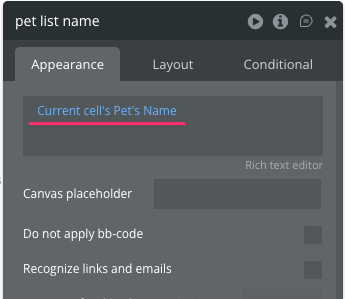 pet list name
Appearance Layout Conditional
Current cell's Pet's Name
Rich text editor
Canvas placeholder
Do not apply bb-code
Recognize links and emails